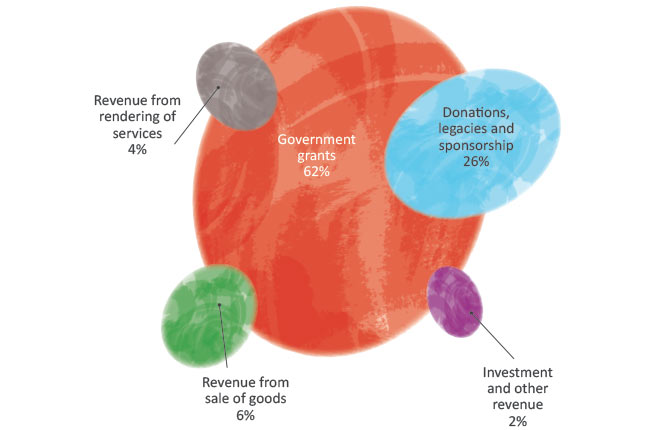 Revenue from
rendering of
services
4%
Government
grants
62%
Donations,
legacies and
sponsorship
26%
Revenue from
sale of goods
6%
Investment
and other
revenue
2%